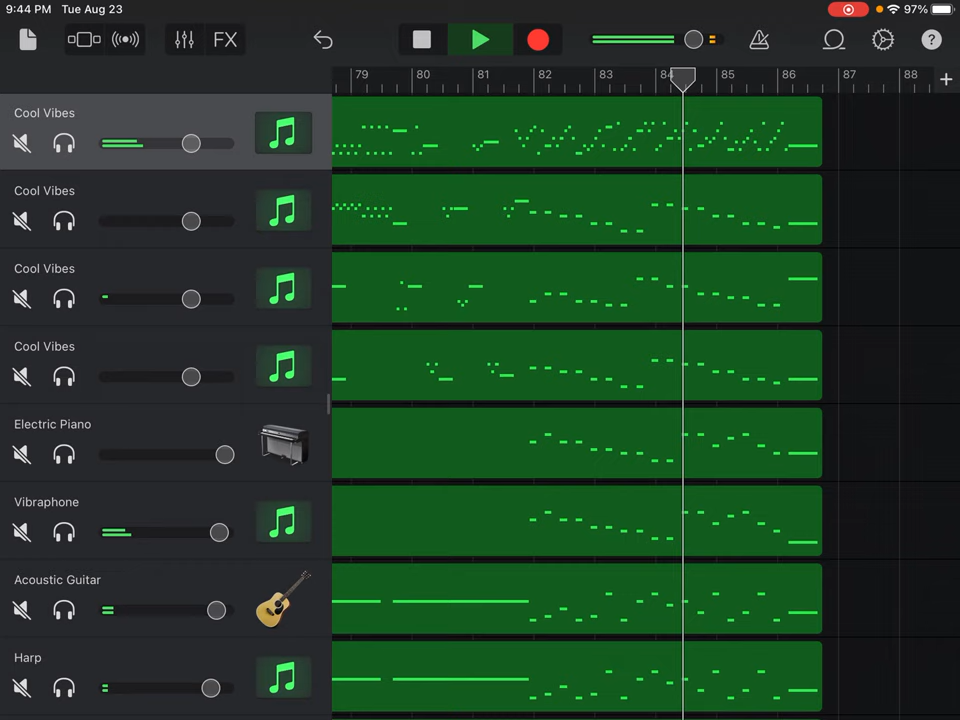 9:44 PM Tue Aug 23
97%
FX
?
79 80 81 82 83 84 85 86 87 88 +
Cool Vibes
Cool Vibes
Cool Vibes
Cool Vibes
Electric Piano
Vibraphone
Acoustic Guitar
Harp